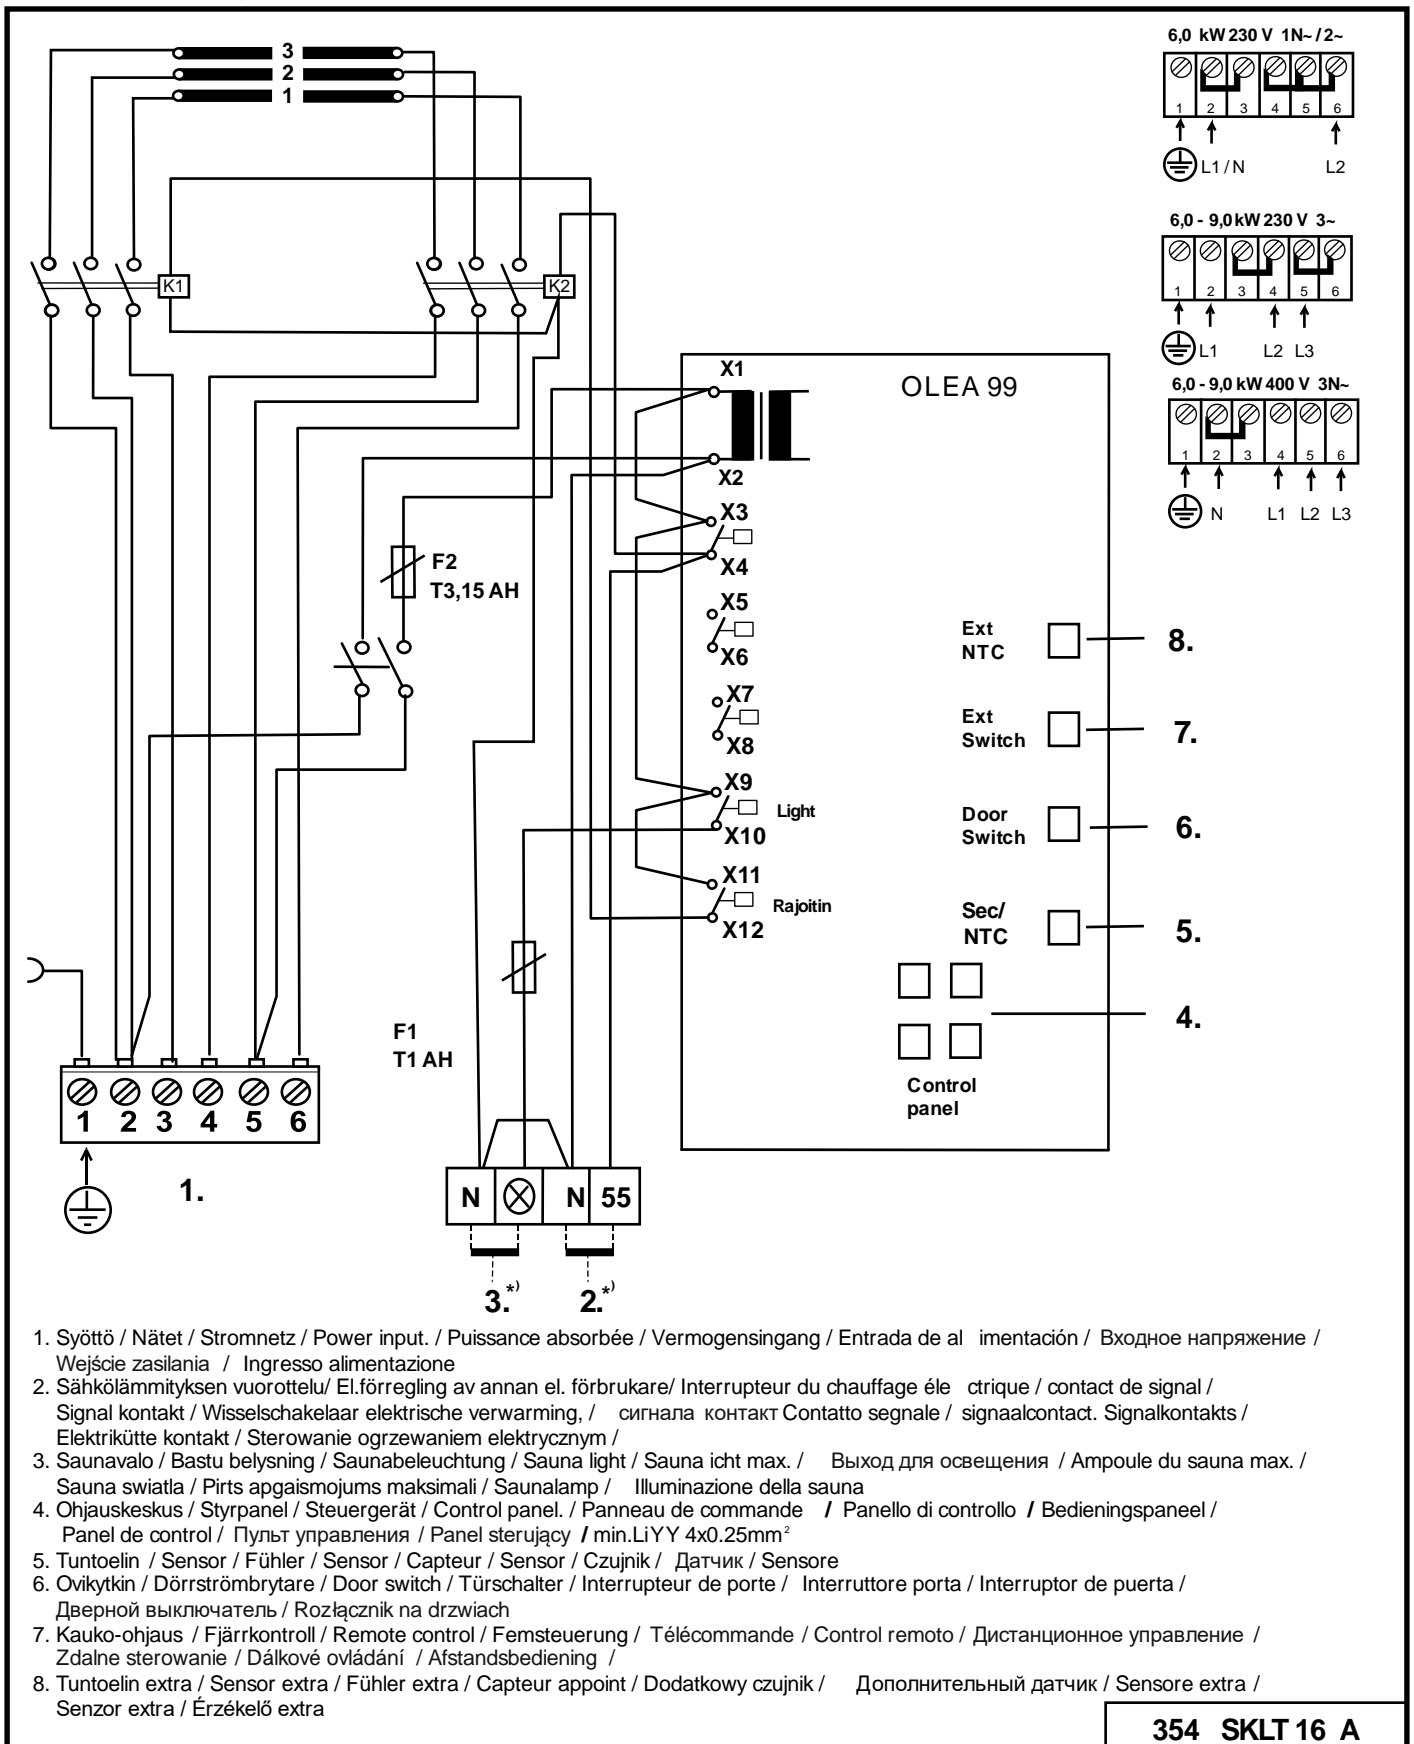 3
2
1
6,0 kW 230 V 1N~ / 2~
1 2 3 4 5 6
L1 / N L2
6,0 - 9,0 kW 230 V 3~
1 2 3 4 5 6
L1 L2 L3
6,0 - 9,0 kW 400 V 3N~
1 2 3 4 5 6
N L1 L2 L3
K1 K2
OLEA 99
X1
X2
X3
X4
X5
X6
X7
X8
X9
Light
X10
X11
Rajoitin
X12
F2
T3,15 AH
Ext
NTC
8.
Ext
Switch
7.
Door
Switch
6.
Sec/
NTC
5.
4.
Control
panel
F1
T1 AH
1 2 3 4 5 6
1.
N N 55
3.*) 2.*)
1. Syöttö / Nätet / Stromnetz / Power input. / Puissance absorbée / Vermogensingang / Entrada de al imentación / Входное напряжение /
Wejście zasilania / Ingresso alimentazione
2. Sähkölämmityksen vuorottelu/ El.förregling av annan el. förbrukare/ Interrupteur du chauffage éle ctrique / contact de signal /
Signal kontakt / Wisselschakelaar elektrische verwarming, / сигнала контакт Contatto segnale / signaalcontact. Signalkontakts /
Elektrikütte kontakt / Sterowanie ogrzewaniem elektrycznym /
3. Saunavalo / Bastu belysning / Saunabeleuchtung / Sauna light / Sauna icht max. / Выход для освещения / Ampoule du sauna max. /
Sauna swiatla / Pirts apgaismojums maksimali / Saunalamp / Illuminazione della sauna
4. Ohjauskeskus / Styrpanel / Steuergerät / Control panel. / Panneau de commande / Panello di controllo / Bedieningspaneel /
Panel de control / Пульт управления / Panel sterujący / min.LiYY 4x0.25mm²
5. Tuntoelin / Sensor / Fühler / Sensor / Capteur / Sensor / Czujnik / Датчик / Sensore
6. Ovikytkin / Dörrströmbrytare / Door switch / Türschalter / Interrupteur de porte / Interruttore porta / Interruptor de puerta /
Дверной выключатель / Rozłącznik na drzwiach
7. Kauko-ohjaus / Fjärrkontroll / Remote control / Femsteuerung / Télécommande / Control remoto / Дистанционное управление /
Zdalne sterowanie / Dálkové ovládání / Afstandsbediening /
8. Tuntoelin extra / Sensor extra / Fühler extra / Capteur appoint / Dodatkowy czujnik / Дополнительный датчик / Sensore extra /
Senzor extra / Érzékelő extra
354 SKLT 16 A